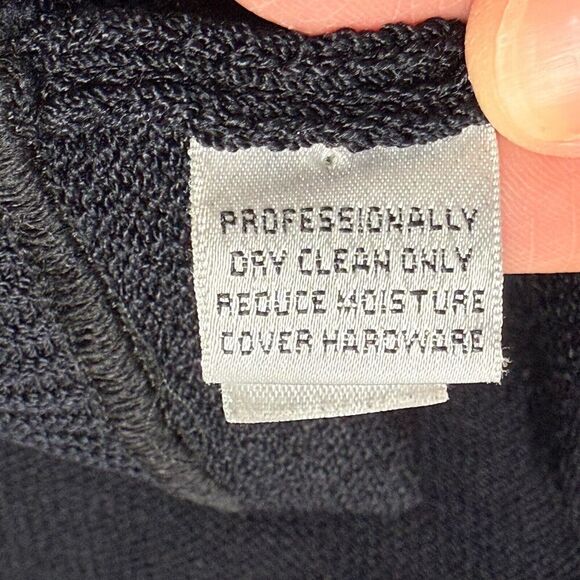 PROFESSIONALLY
DRY CLEAN ONLY
REDUCE MOISTURE
COVER HARDWARE